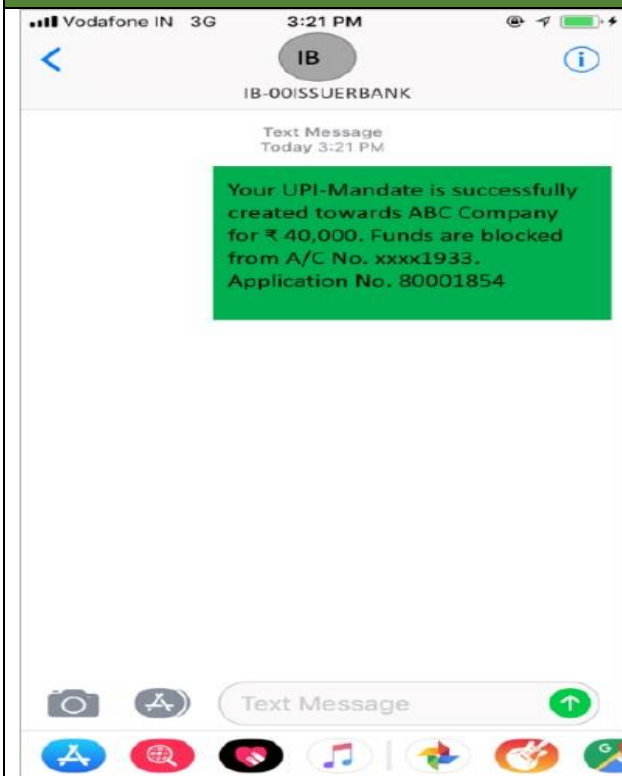 Vodafone IN 3G 3:21 PM
IB
IB-00ISSUERBANK
Text Message
Today 3:21 PM
Your UPI-Mandate is successfully
created towards ABC Company
for ₹ 40,000. Funds are blocked
from A/C No. xxxx1933.
Application No. 80001854
Text Message